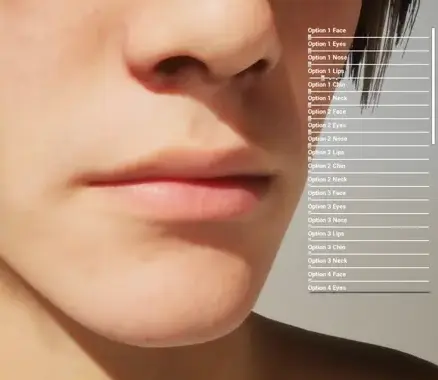 Option 1 Face
Option 1 Eyes
Option 1 Nose
Option 1 Lips
Option 1 Chin
Option 1 Neck
Option 2 Face
Option 2 Eyes
Option 2 Nose
Option 2 Lips
Option 2 Chin
Option 2 Neck
Option 3 Face
Option 3 Eyes
Option 3 Nose
Option 3 Lips
Option 3 Chin
Option 3 Neck
Option 4 Face
Option 4 Eyes